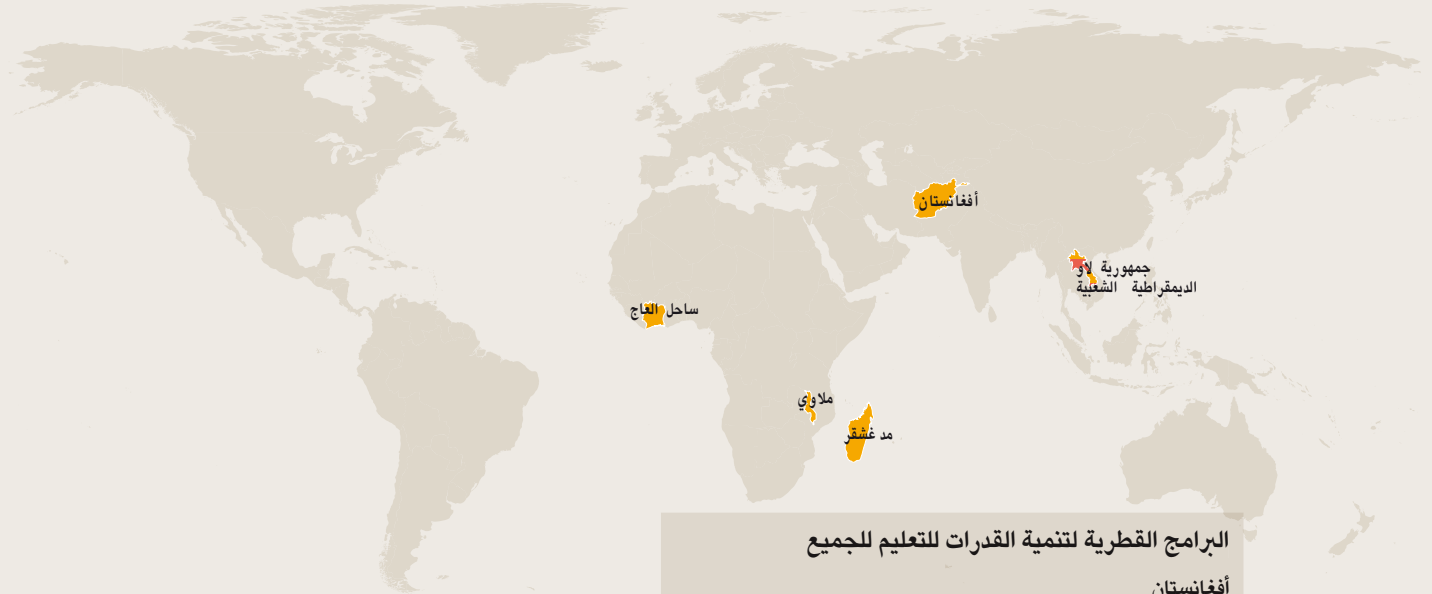 أفغانستان
جمهورية لاو
الديمقراطية الشعبية
ساحل العاج
ملاوي
مدغشقر
البرامج القطرية لتنمية القدرات للتعليم للجميع
أفغانستان